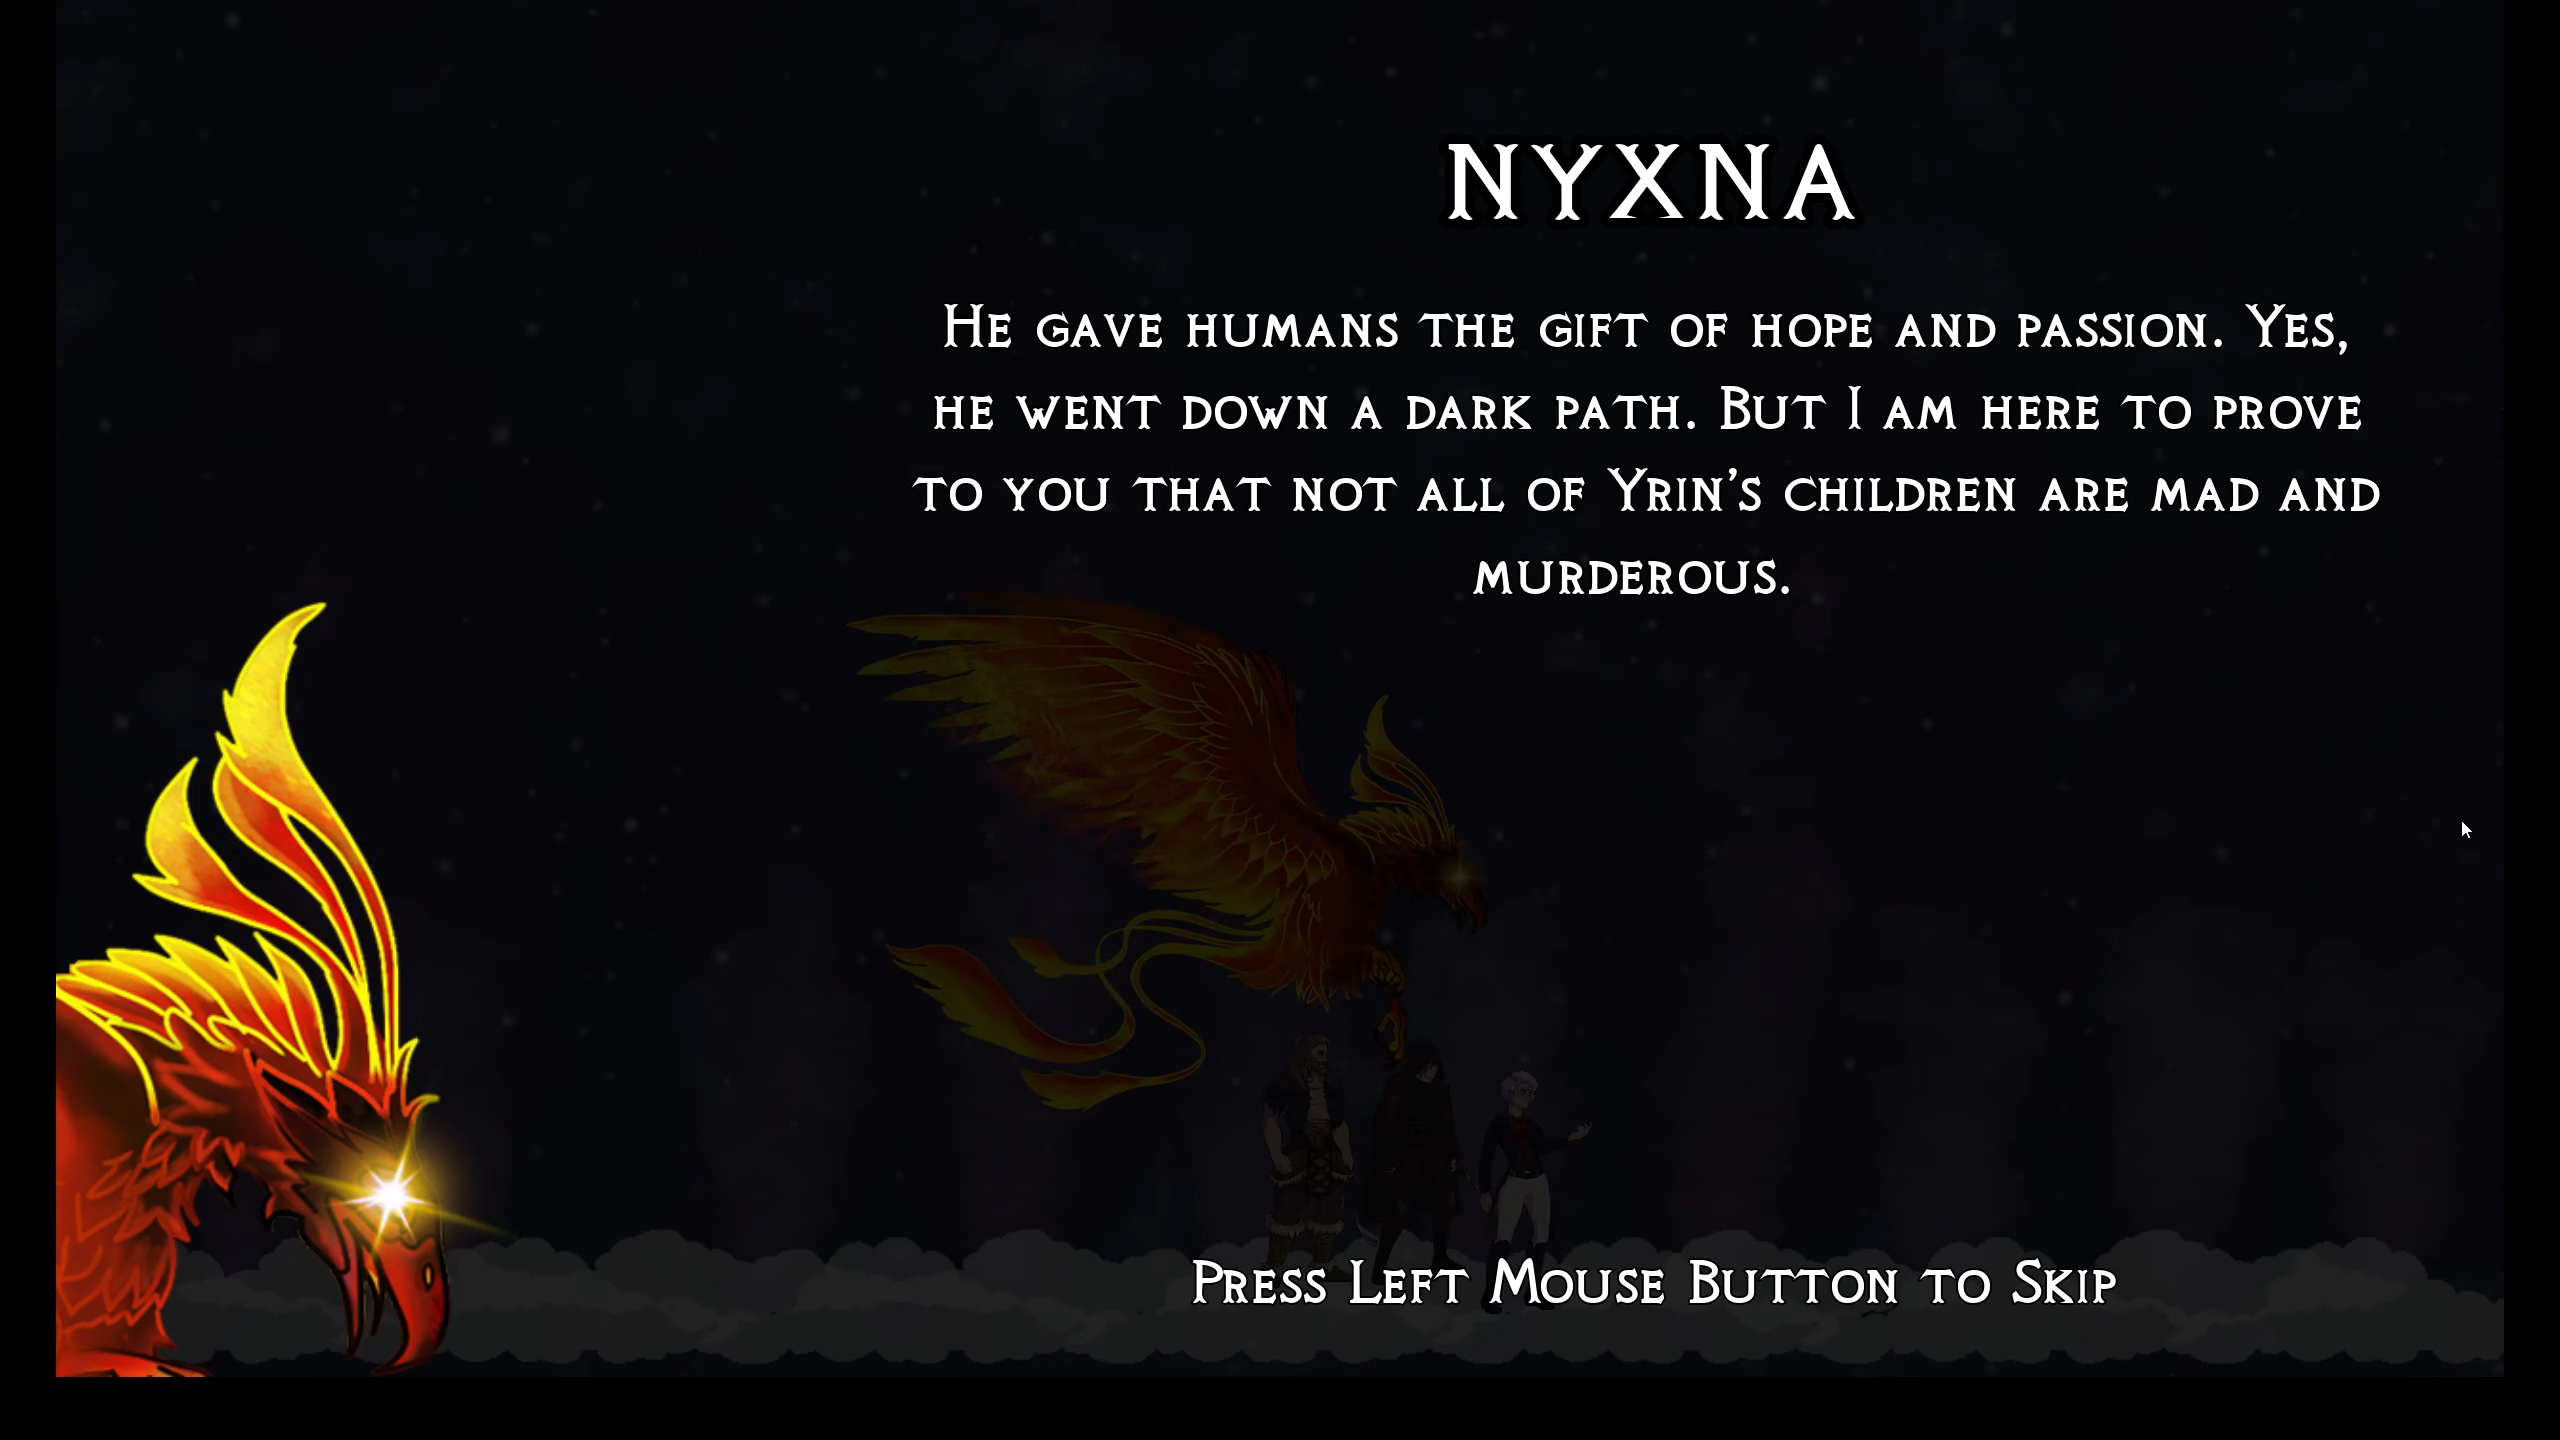 NYXNA
He gave humans the gift of hope and passion. Yes,
he went down a dark path. But I am here to prove
to you that not all of Yrin's children are mad and
murderous.
Press Left Mouse Button to Skip